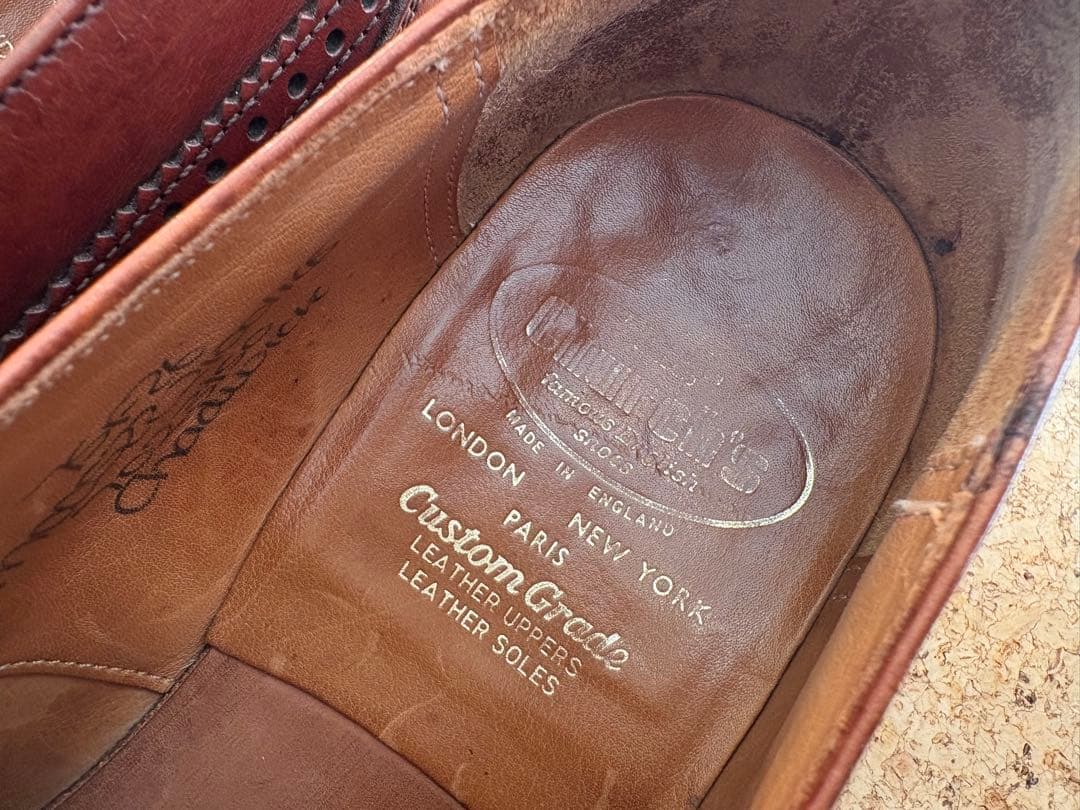 Church's
famous English
Shoes
MADE IN ENGLAND
LONDON NEW YORK
PARIS
Custom Grade
LEATHER UPPERS
LEATHER SOLES